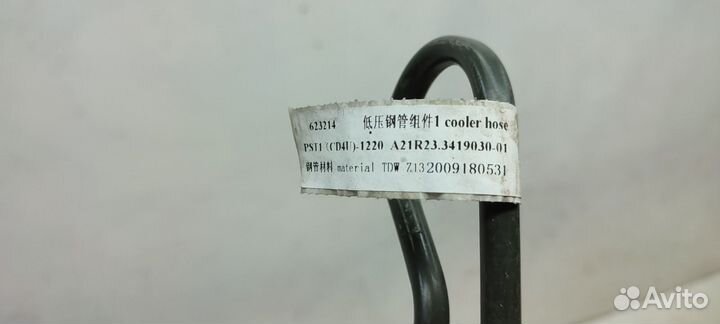 623214 低压钢管组件1 cooler hose
PST1 (CD4U)-1220 A21R23.3419030-01
钢管材料 material TDW Z132009180531
Avito